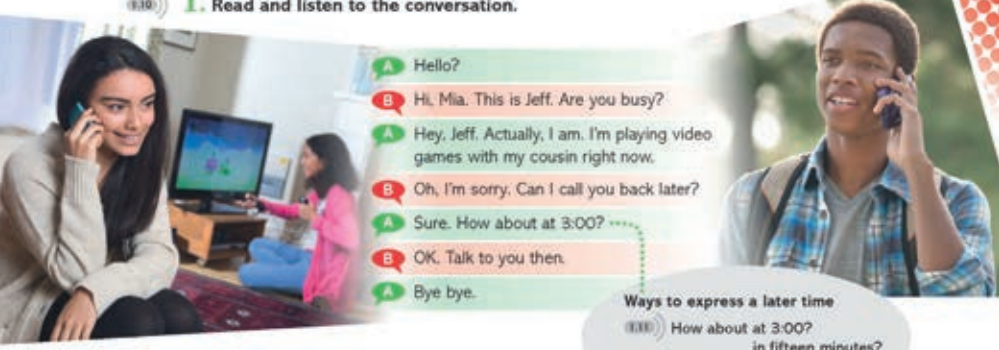 1.10 1. Read and listen to the conversation.
A Hello?
B Hi, Mia. This is Jeff. Are you busy?
A Hey, Jeff. Actually, I am. I'm playing video
games with my cousin right now.
B Oh, I'm sorry. Can I call you back later?
A Sure. How about at 3:00?
B OK. Talk to you then.
A Bye bye.
Ways to express a later time
1.11 How about at 3:00?
in fifteen minutes?